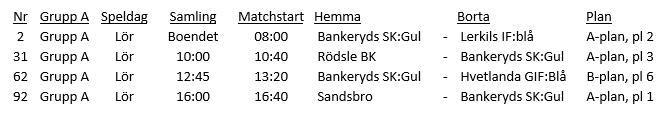 Nr Grupp A Speldag Samling Matchstart Hemma Borta Plan
2 Grupp A Lör Boendet 08:00 Bankeryds SK:Gul - Lerkils IF:blå A-plan, pl 2
31 Grupp A Lör 10:00 10:40 Rödsle BK - Bankeryds SK:Gul A-plan, pl 3
62 Grupp A Lör 12:45 13:20 Bankeryds SK:Gul - Hvetlanda GIF:Blå B-plan, pl 6
92 Grupp A Lör 16:00 16:40 Sandsbro - Bankeryds SK:Gul A-plan, pl 1